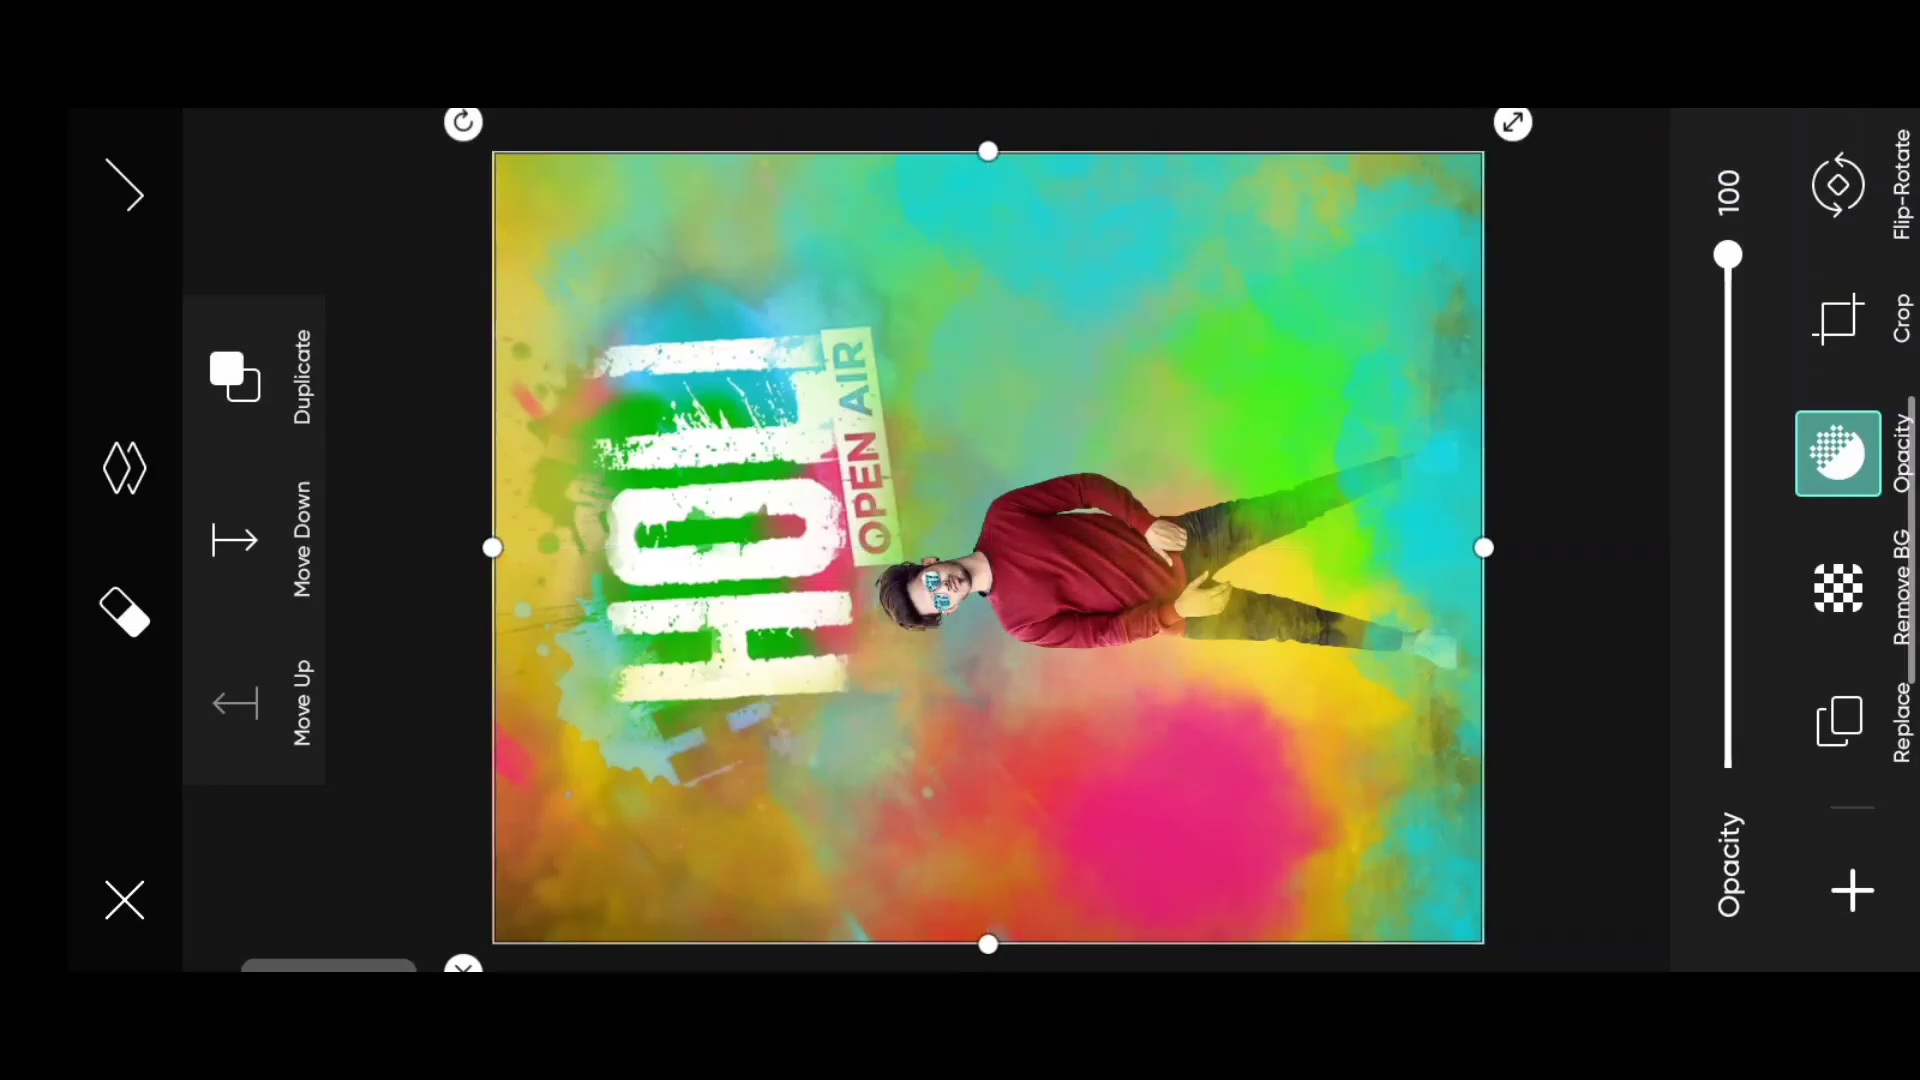 Move Up
Move Down
Duplicate
HOLI
OPEN AIR
Opacity
100
Replace
Remove BG
Opacity
Crop
Flip-Rotate